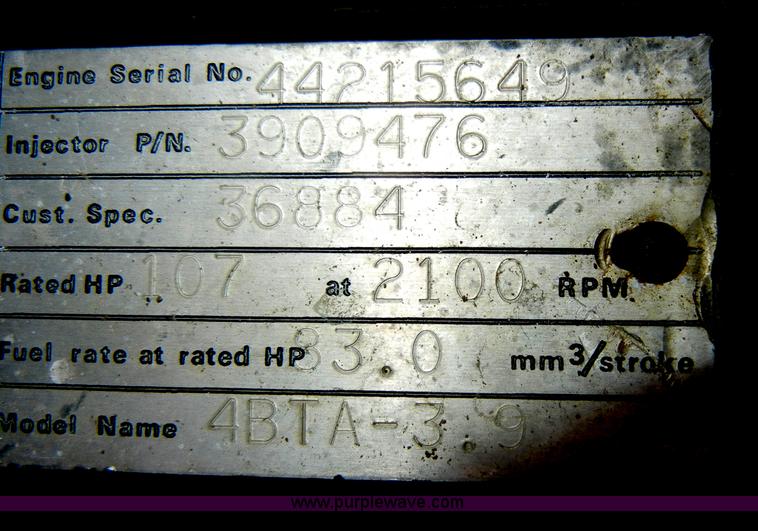 Engine Serial No. 44215649
Injector P/N. 3909476
Cust. Spec. 36884
Rated HP 107 at 2100 RPM
Fuel rate at rated HP 83.0 mm3/stroke
Model Name 4BTA-3.9
www.purplewave.com